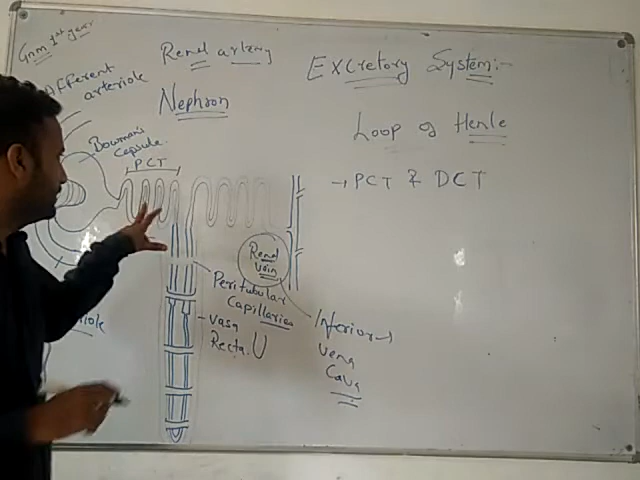 Gnm 1st year
Renal artery
Excretory System:-
Afferent
arteriole
Nephron
Loop of Henle
Bowman's
Capsule
PCT
→ PCT & DCT
Renal
Vein
Peritubular
Capillaries
Vasa
Recta
Inferior
Vena
Cava